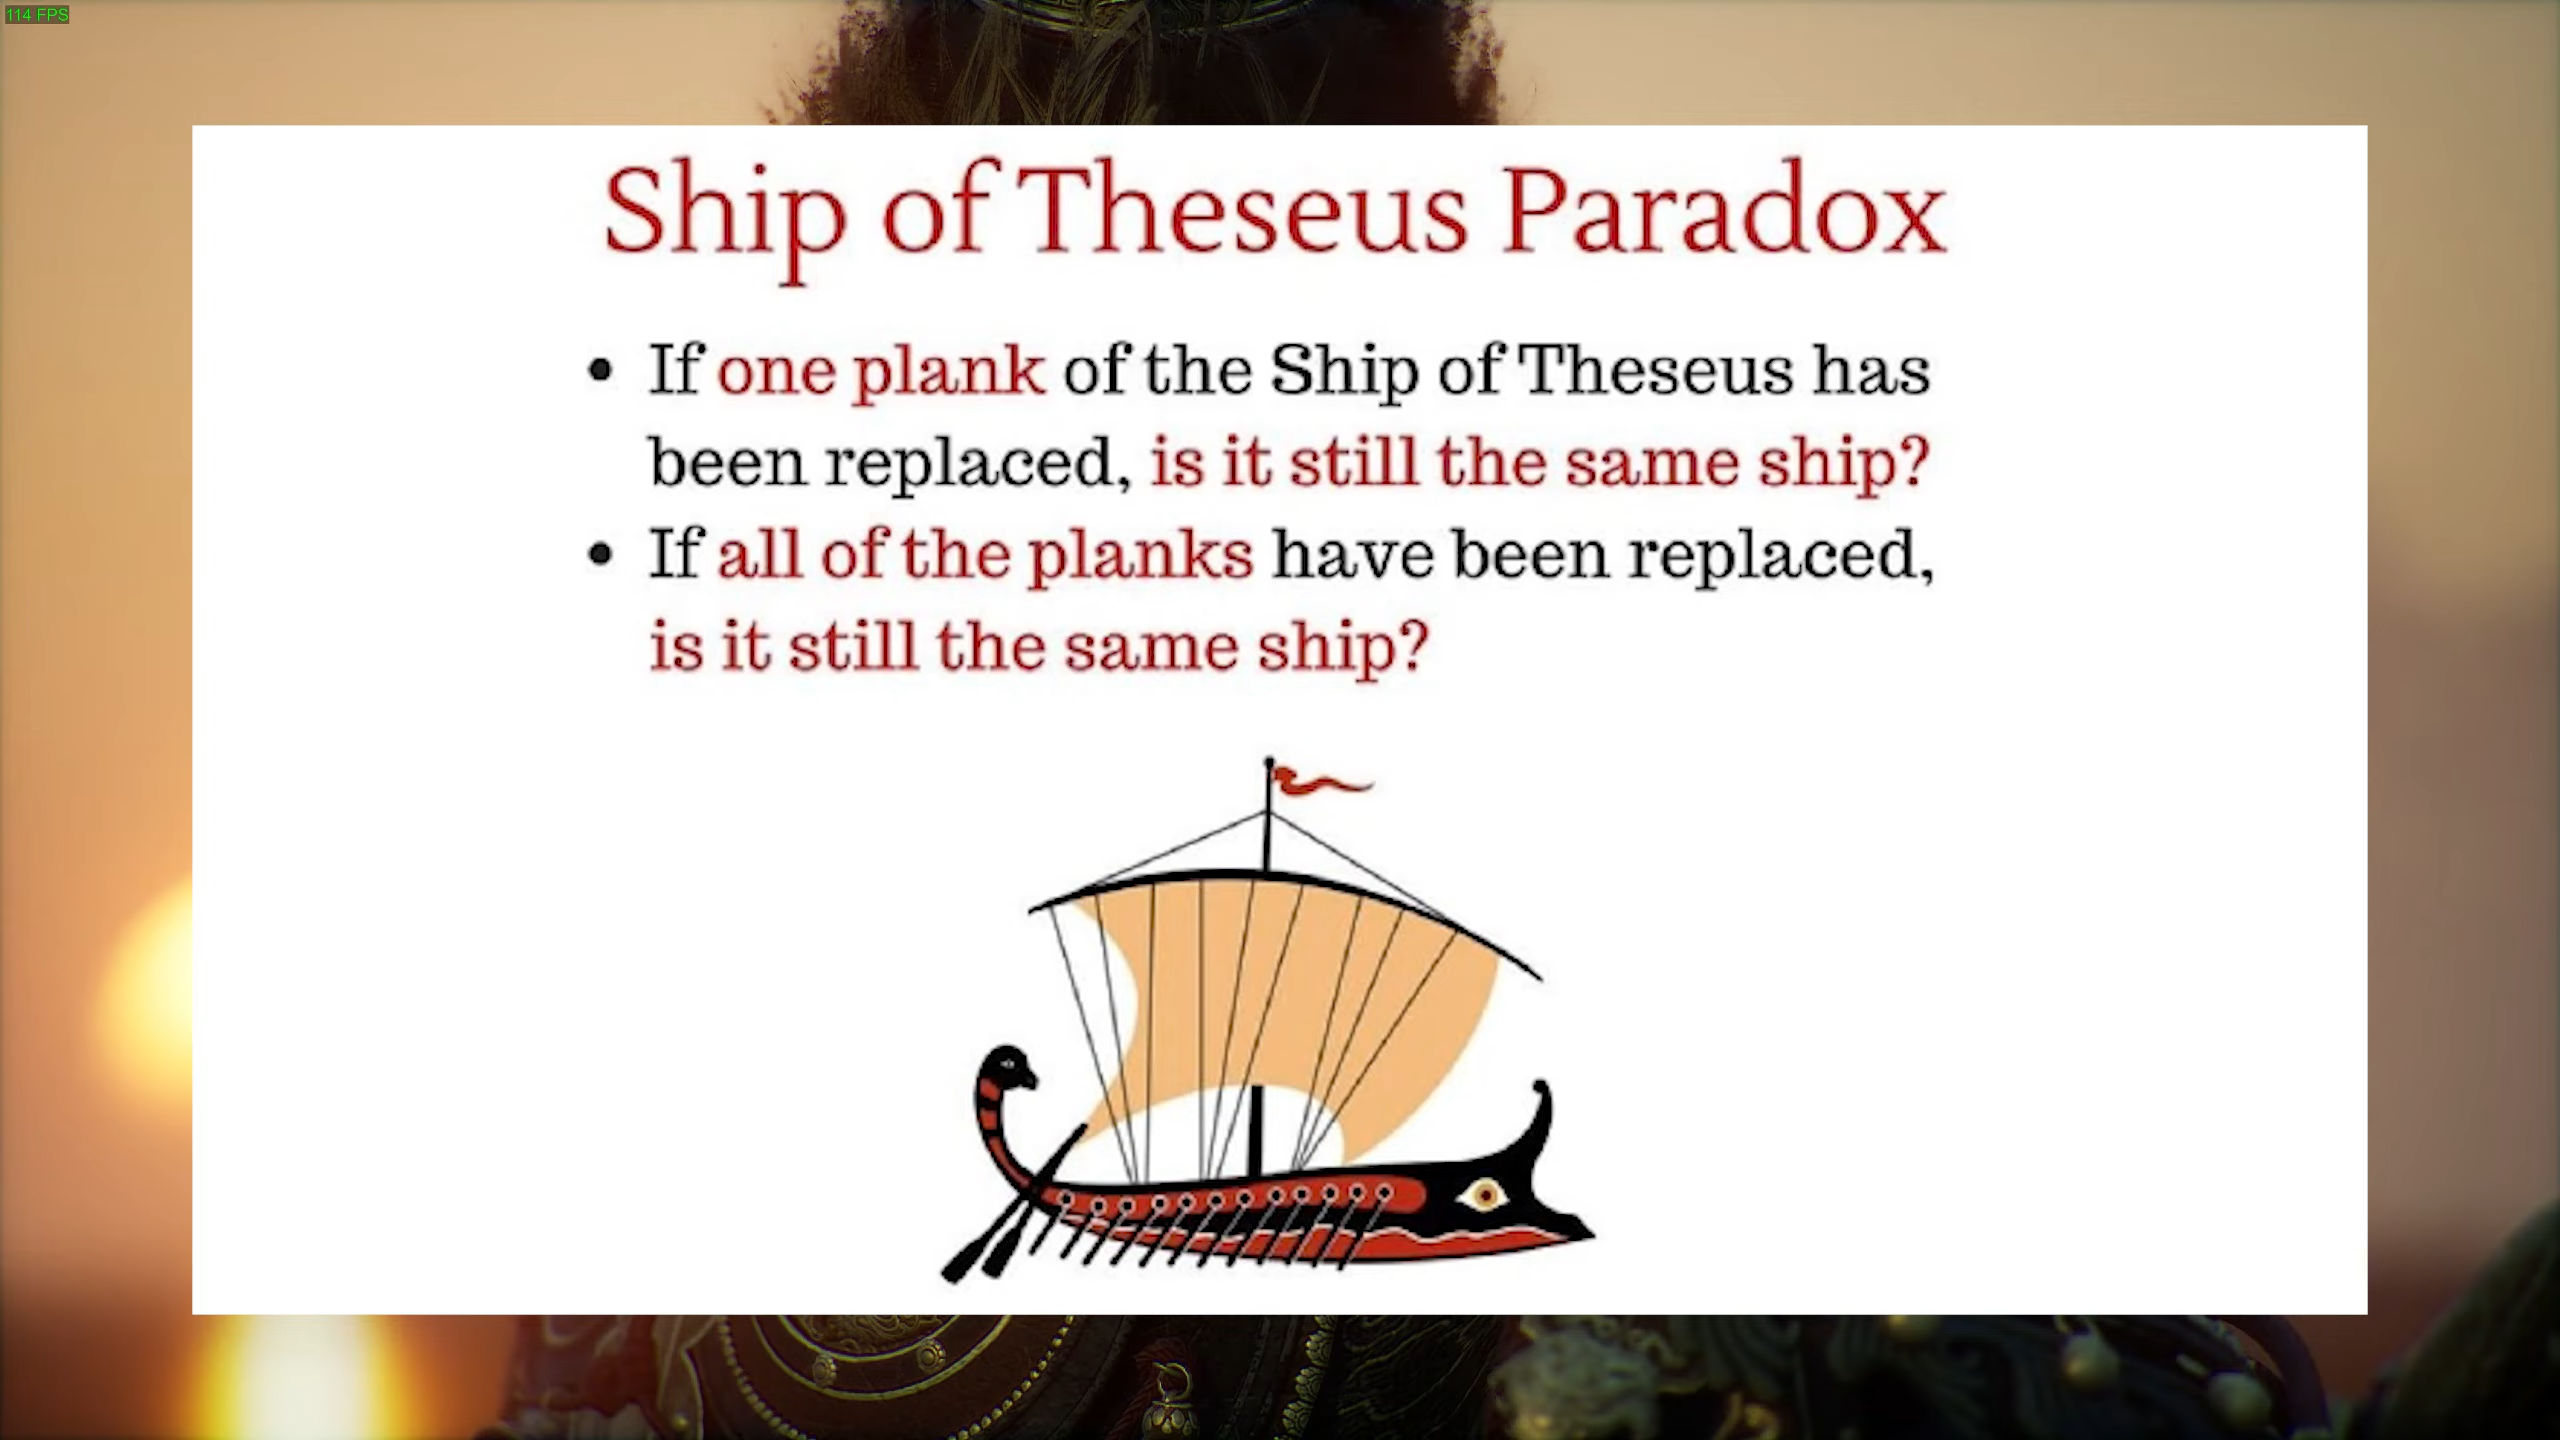 114 FPS
Ship of Theseus Paradox
• If one plank of the Ship of Theseus has
been replaced, is it still the same ship?
• If all of the planks have been replaced,
is it still the same ship?